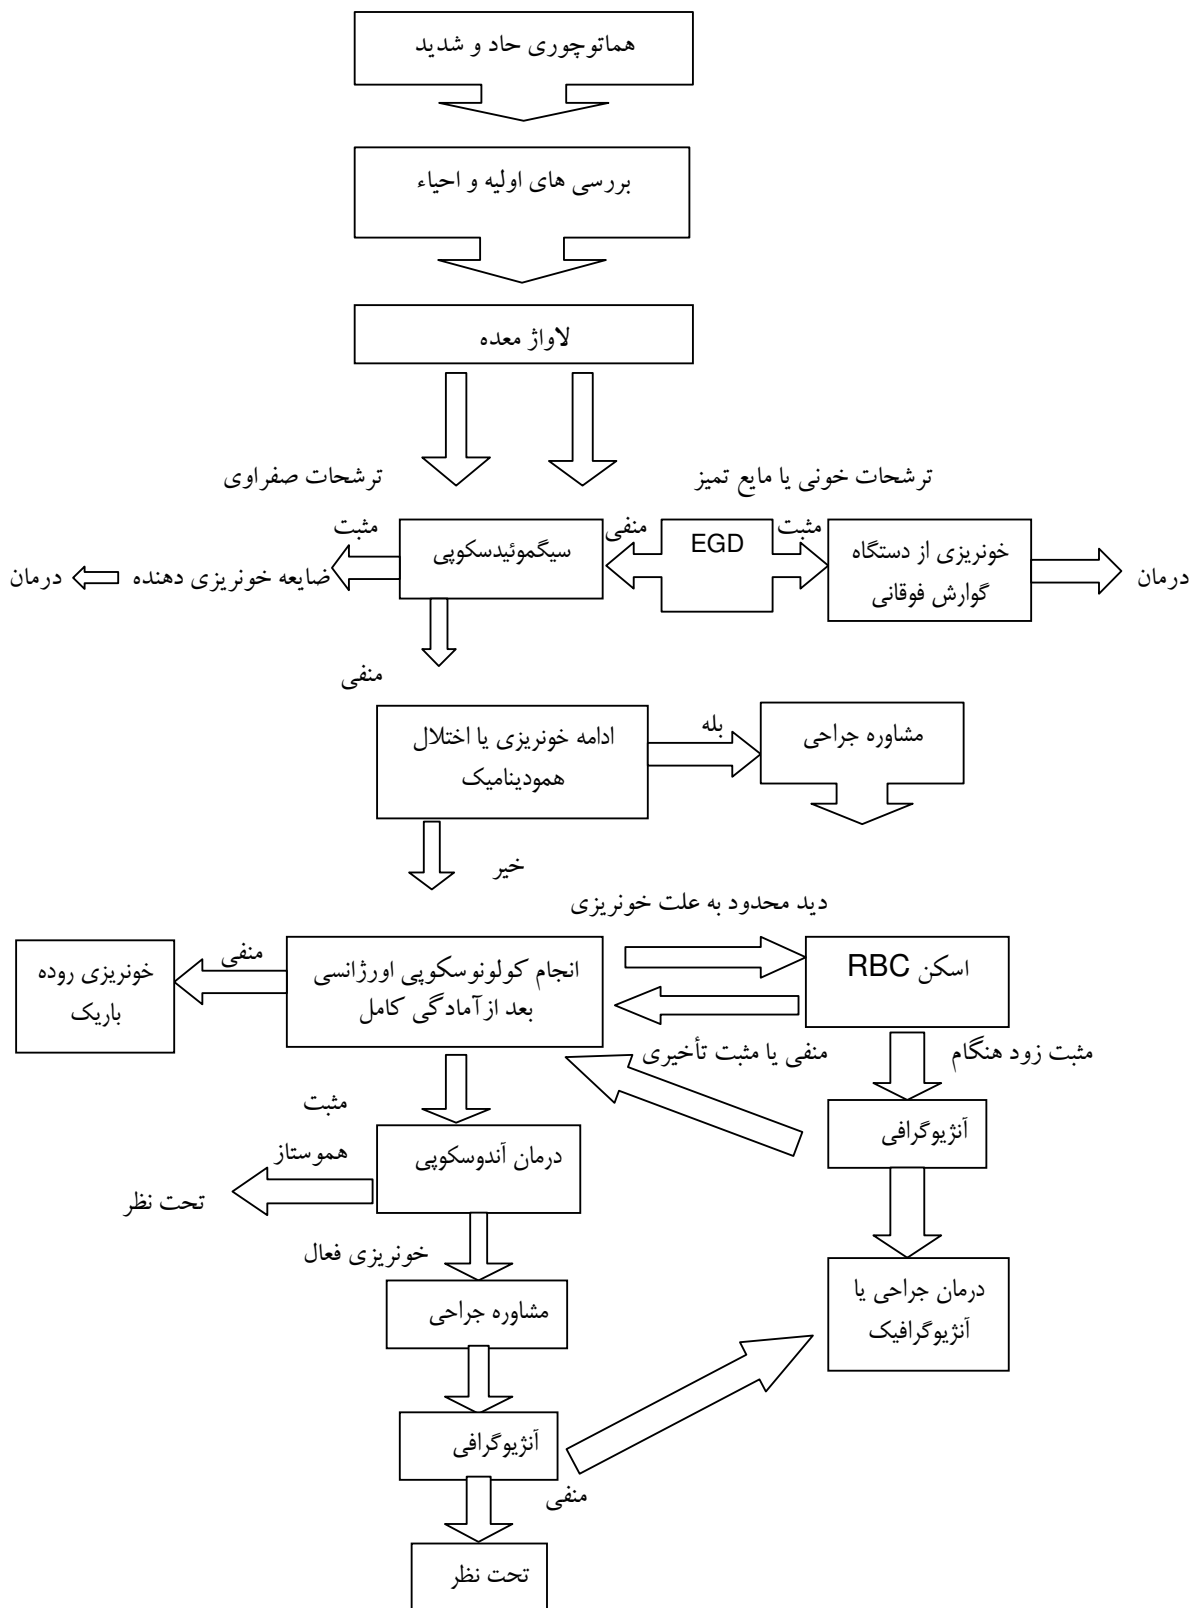 هماتوچوری حاد و شدید
بررسی های اولیه و احیاء
لاواژ معده
ترشحات خونی یا مایع تمیز
ترشحات صفراوی
مثبت
منفی
مثبت
EGD
سیگموئیدسکوپی
خونریزی از دستگاه
گوارش فوقانی
درمان
ضایعه خونریزی دهنده
درمان
منفی
ادامه خونریزی یا اختلال
همودینامیک
بله
مشاوره جراحی
خیر
دید محدود به علت خونریزی
اسکن RBC
انجام کولونوسکوپی اورژانسی
بعد از آمادگی کامل
منفی
خونریزی روده
باریک
مثبت زود هنگام
منفی یا مثبت تأخیری
مثبت
آنژیوگرافی
درمان آندوسکوپی
هموستاز
تحت نظر
خونریزی فعال
درمان جراحی یا
آنژیوگرافیک
مشاوره جراحی
آنژیوگرافی
منفی
تحت نظر